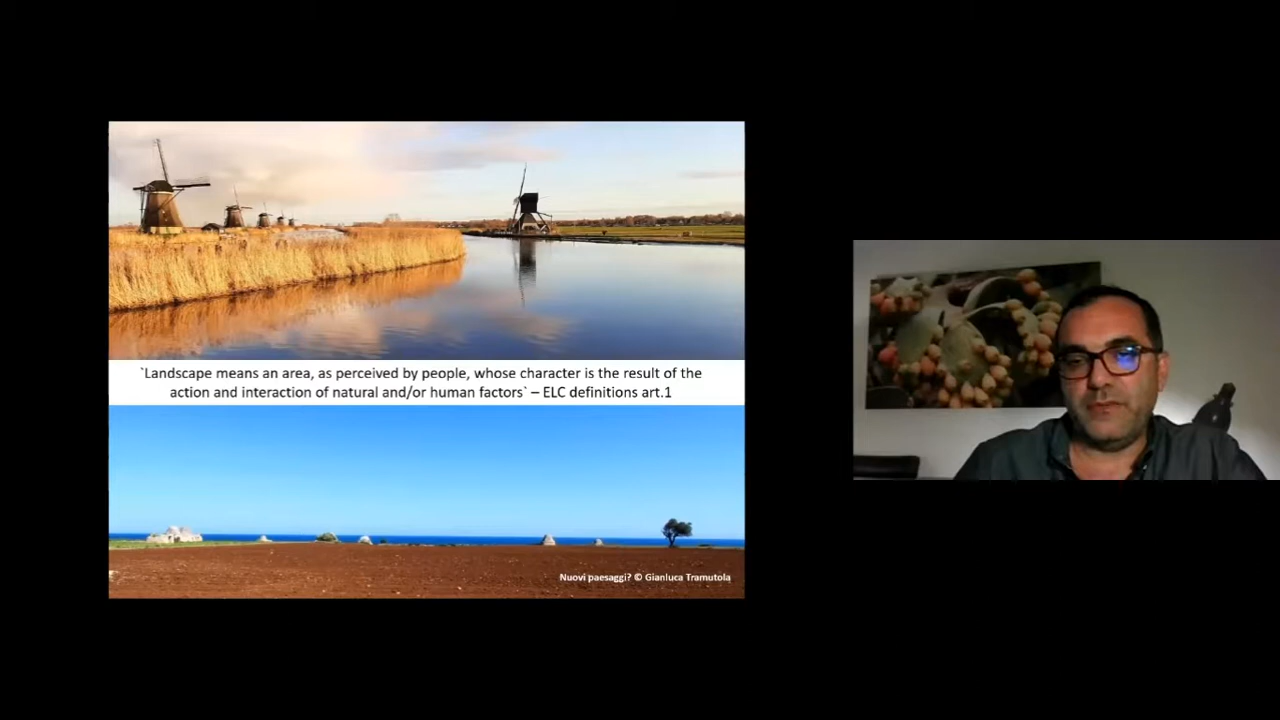 `Landscape means an area, as perceived by people, whose character is the result of the
action and interaction of natural and/or human factors` – ELC definitions art.1
Nuovi paesaggi? © Gianluca Tramutola